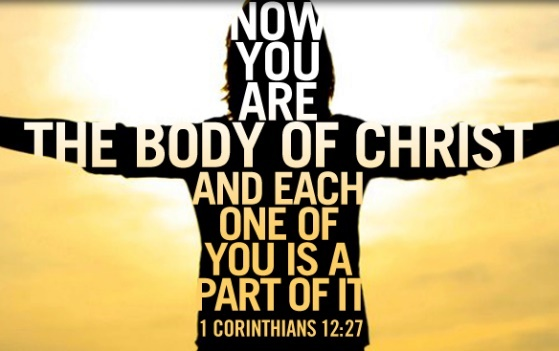 NOW
YOU
ARE
THE BODY OF CHRIST
AND EACH
ONE OF
YOU IS A
PART OF IT
1 CORINTHIANS 12:27